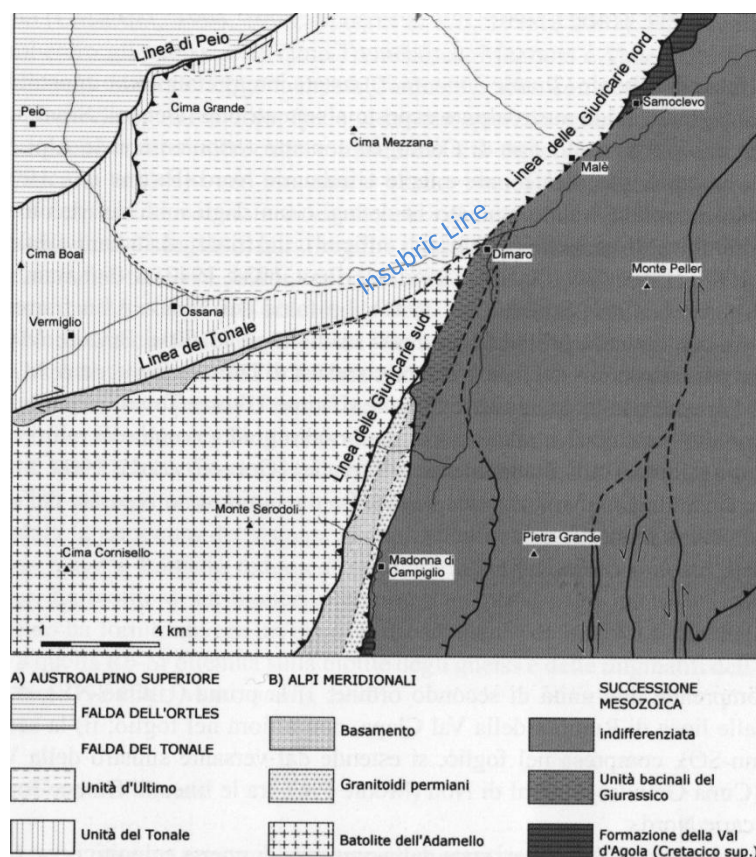 Linea di Peio
Cima Grande
Peio
Cima Mezzana
Linea delle Giudicarie nord
Samoclevo
Malè
Insubric Line
Cima Boai
Dimaro
Monte Peller
Ossana
Vermiglio
Linea del Tonale
Linea delle Giudicarie sud
Monte Serodoli
Pietra Grande
Cima Cornisello
Madonna di
Campiglio
1 4 km
A) AUSTROALPINO SUPERIORE
FALDA DEL TONALE
Unità d'Ultimo
Unità del Tonale
B) ALPI MERIDIONALI
Basamento
Granitoidi permiani
Batolite dell'Adamello
SUCCESSIONE
MESOZOICA
Indifferenziata
Unità bacinali del
Giurassico
Formazione della Val
d'Agola (Cretacico sup.)